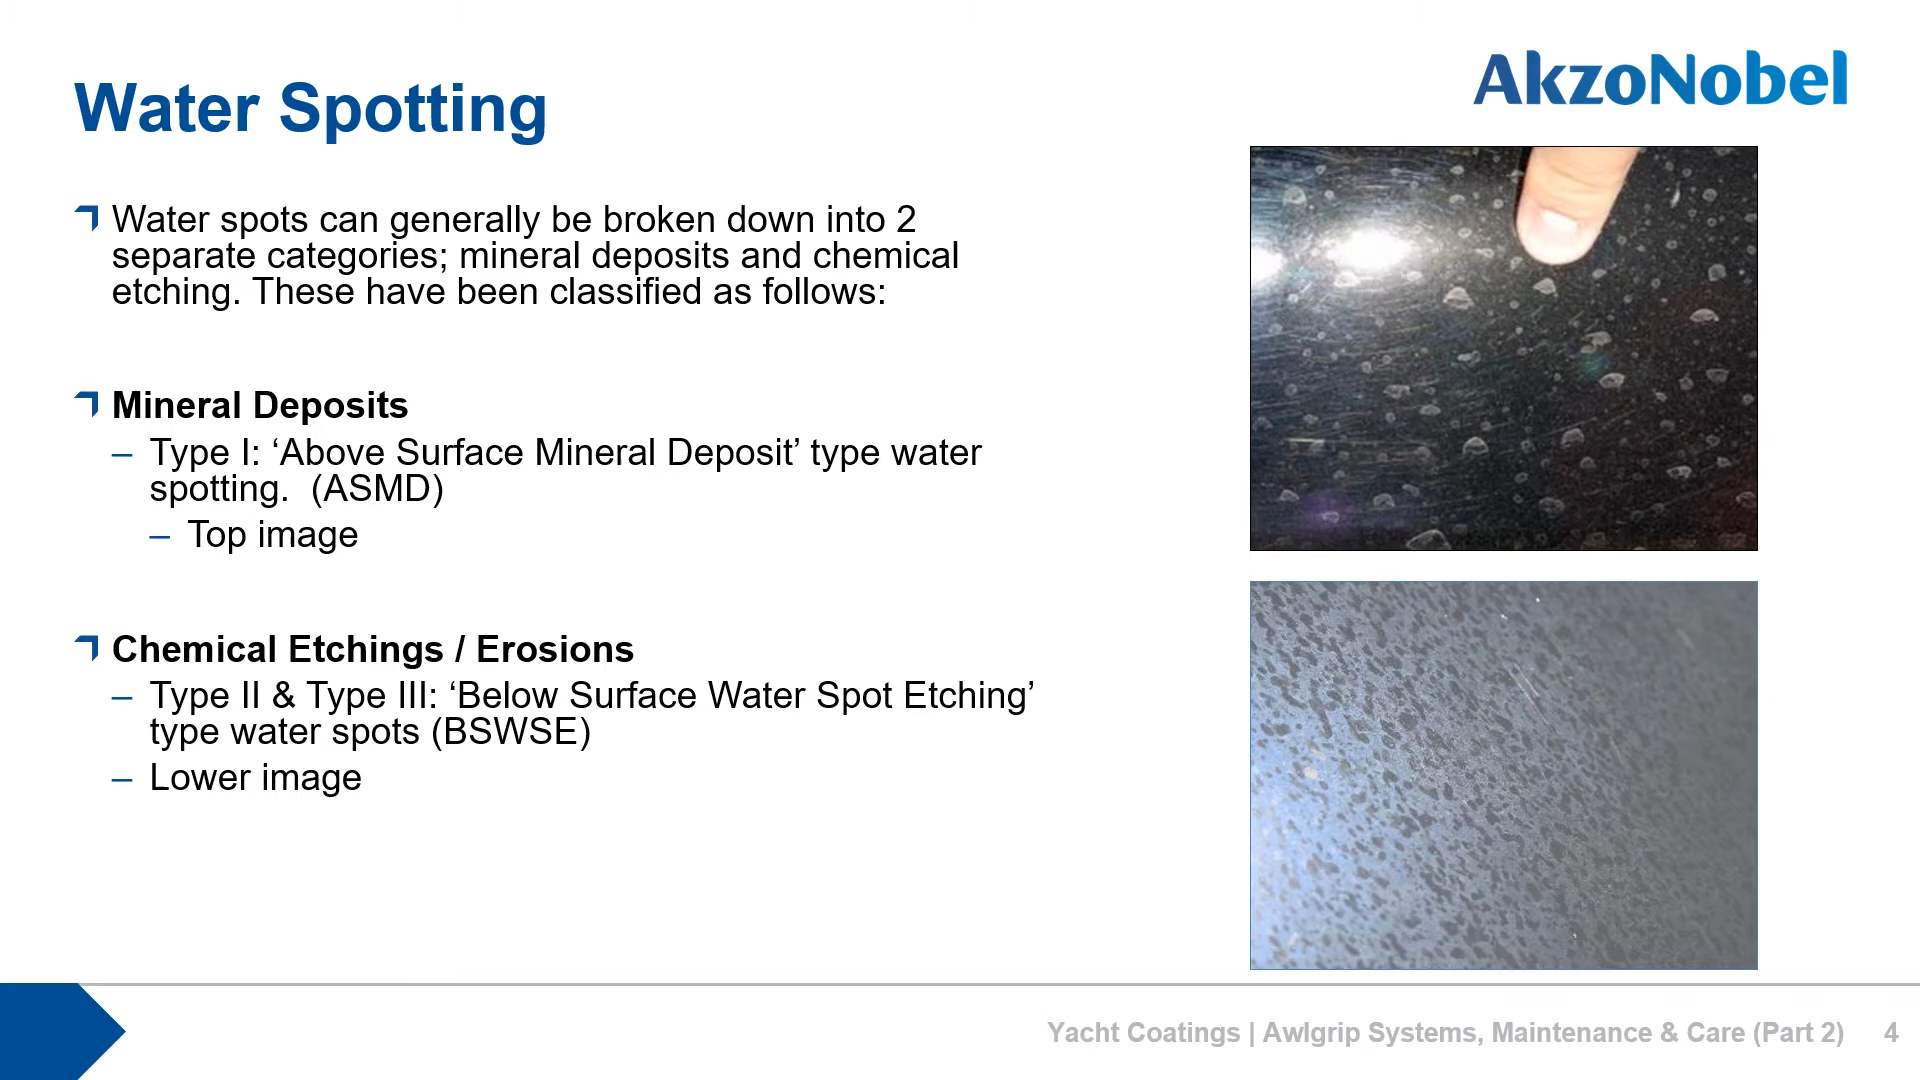 Water Spotting
AkzoNobel
Water spots can generally be broken down into 2
separate categories; mineral deposits and chemical
etching. These have been classified as follows:
Mineral Deposits
– Type I: ‘Above Surface Mineral Deposit’ type water
spotting.  (ASMD)
– Top image
Chemical Etchings / Erosions
– Type II & Type III: ‘Below Surface Water Spot Etching’
type water spots (BSWSE)
– Lower image
Yacht Coatings | Awlgrip Systems, Maintenance & Care (Part 2) 4